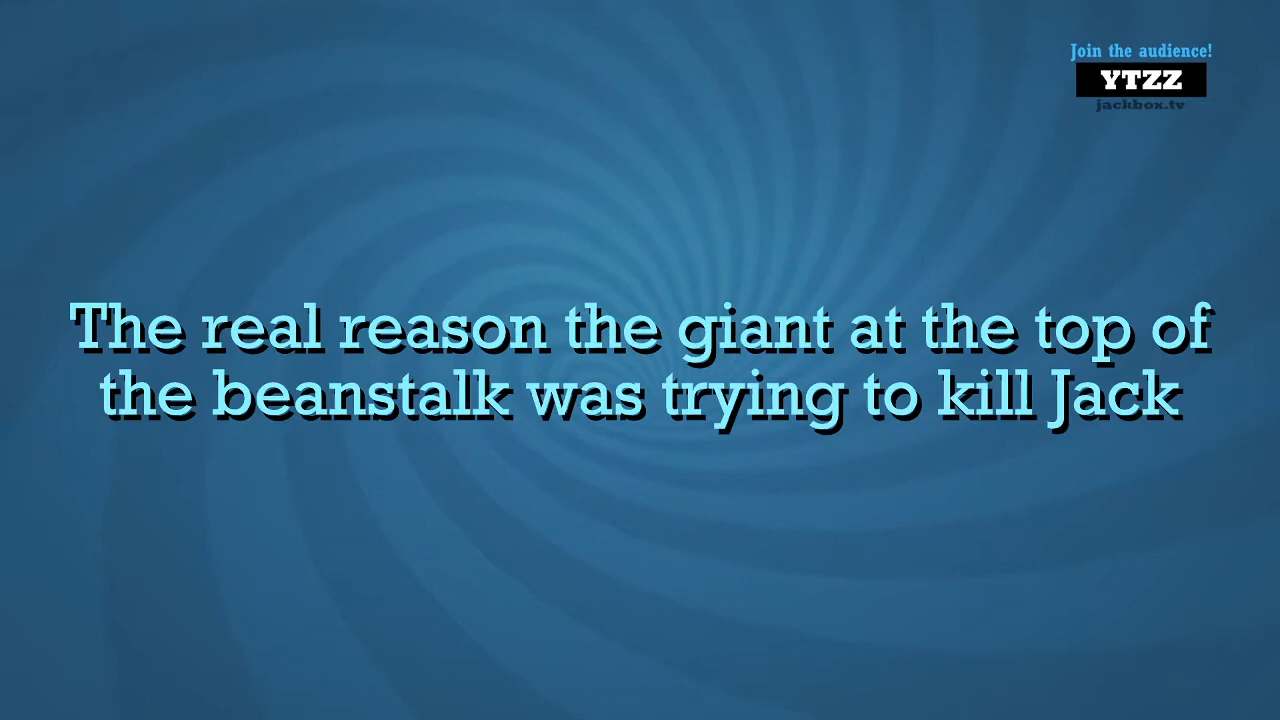 Join the audience!
YTZZ
jackbox.tv
The real reason the giant at the top of
the beanstalk was trying to kill Jack